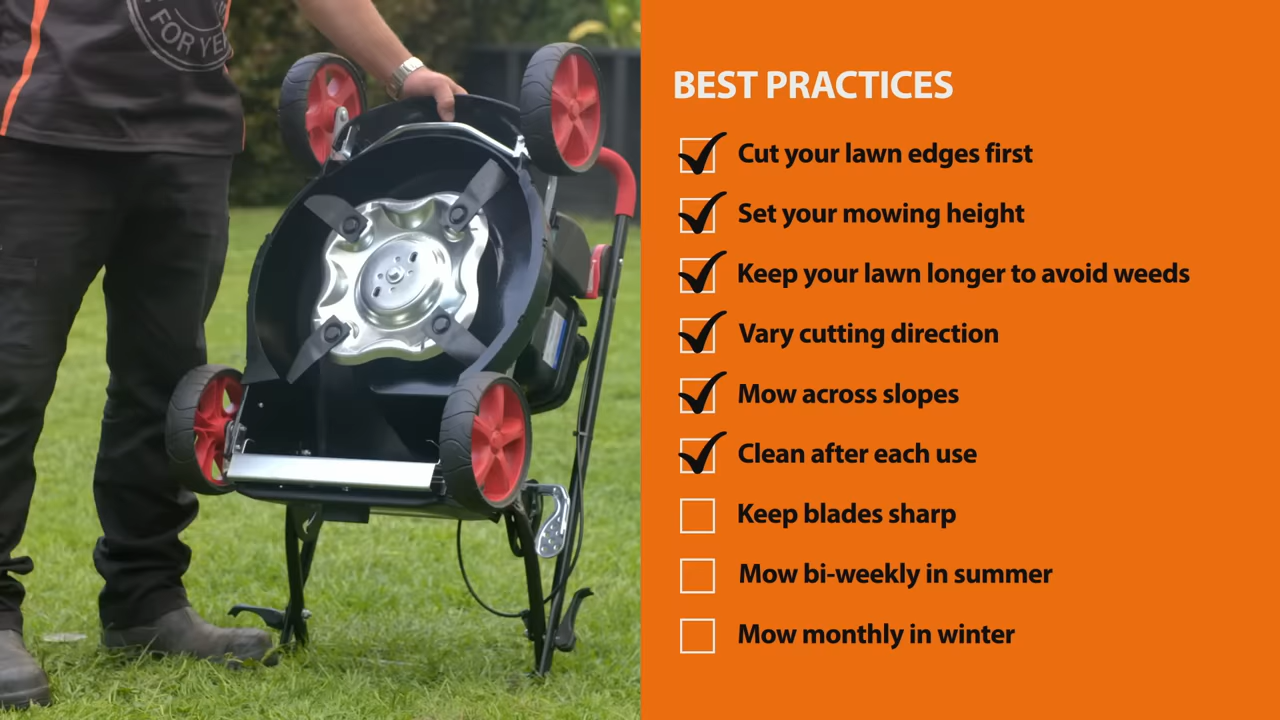 FOR YE
BEST PRACTICES
Cut your lawn edges first
Set your mowing height
Keep your lawn longer to avoid weeds
Vary cutting direction
Mow across slopes
Clean after each use
Keep blades sharp
Mow bi-weekly in summer
Mow monthly in winter